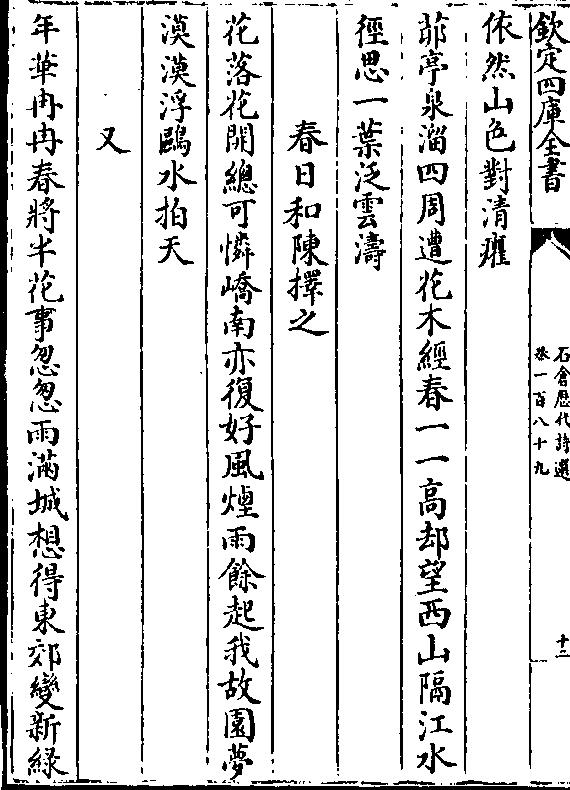 欽定四庫全書
石倉歷代詩選
卷一百八十九
十二
依然山色對清癯
茆亭泉溜四周遭花木經春一一高却望西山隔江水
徑思一葉泛雲濤
春日和陳擇之
花落花開總可憐嶠南亦復好風煙雨餘起我故園夢
漠漠浮鷗水拍天
又
年華冉冉春將半花事忽忽雨滿城想得東郊變新緑